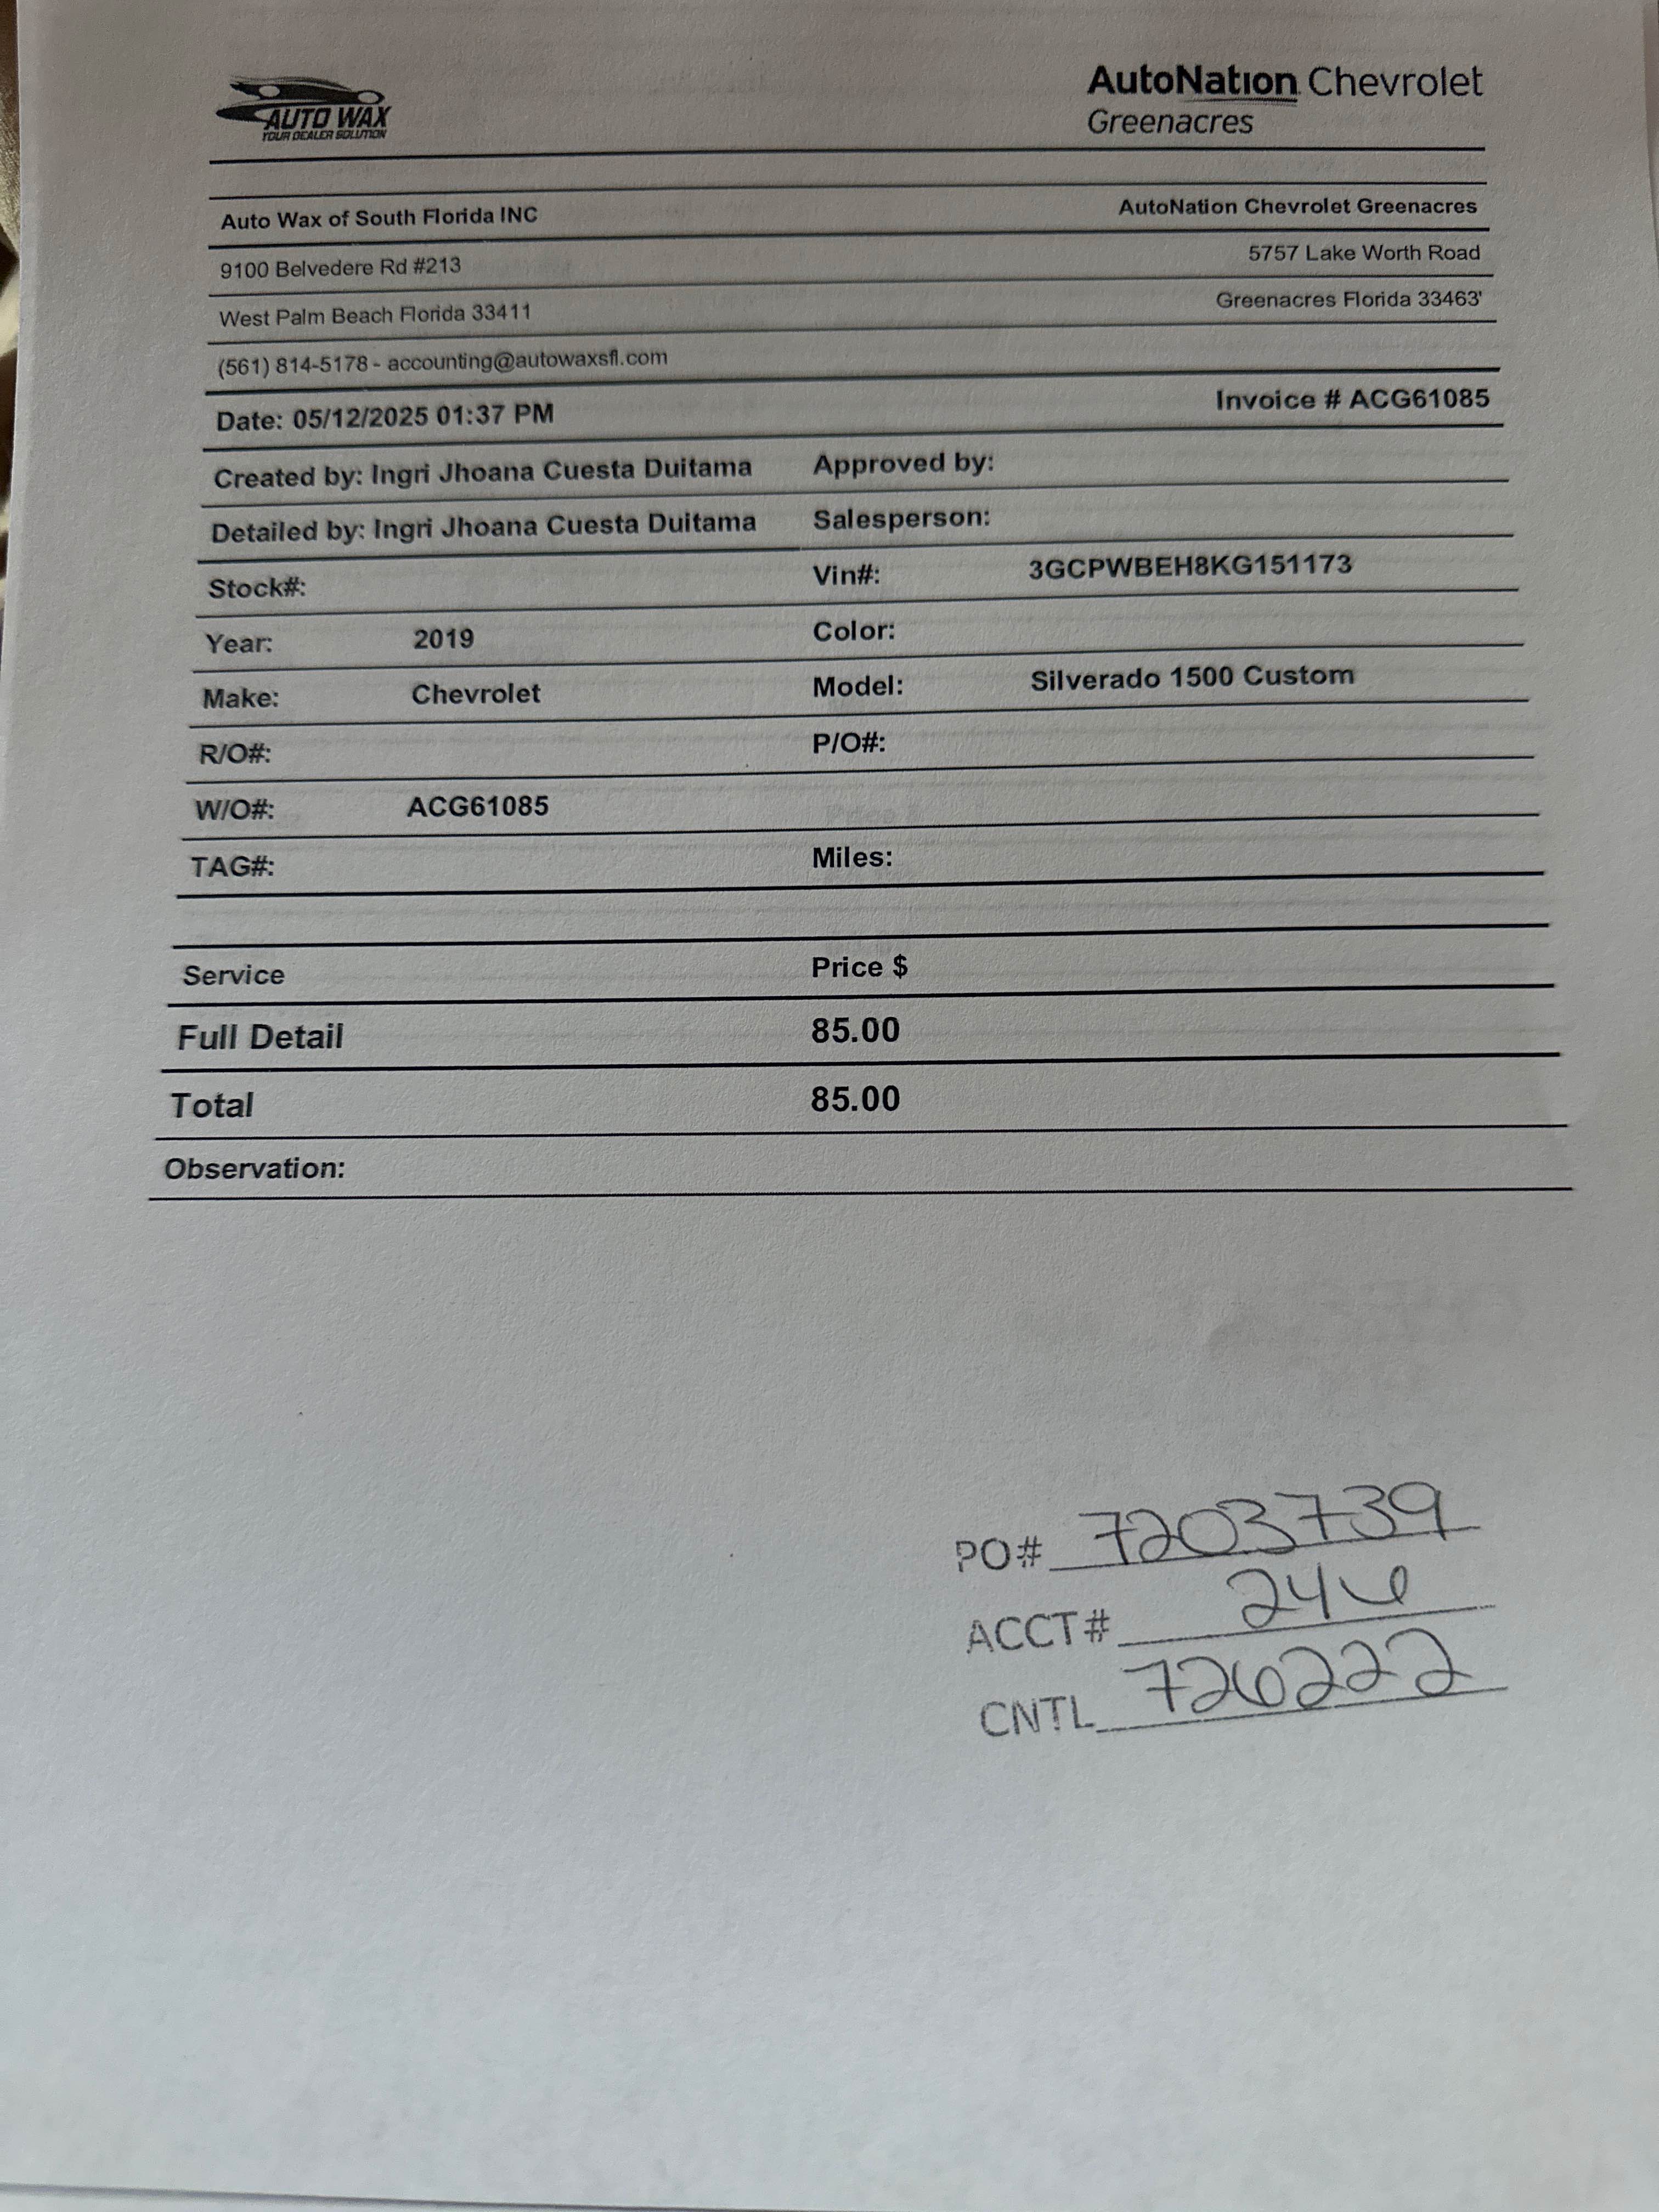 AUTO WAX
YOUR DEALER SOLUTION
AutoNation Chevrolet
Greenacres
Auto Wax of South Florida INC AutoNation Chevrolet Greenacres
9100 Belvedere Rd #213 5757 Lake Worth Road
West Palm Beach Florida 33411 Greenacres Florida 33463'
(561) 814-5178 - accounting@autowaxsfl.com
Date: 05/12/2025 01:37 PM Invoice # ACG61085
Created by: Ingri Jhoana Cuesta Duitama Approved by:
Detailed by: Ingri Jhoana Cuesta Duitama Salesperson:
Stock#: Vin#: 3GCPWBEH8KG151173
Year: 2019 Color:
Make: Chevrolet Model: Silverado 1500 Custom
R/O#: P/O#:
W/O#: ACG61085
TAG#: Miles:
Service Price $
Full Detail 85.00
Total 85.00
Observation:
PO# 7203739
ACCT# 246
CNTL 726222